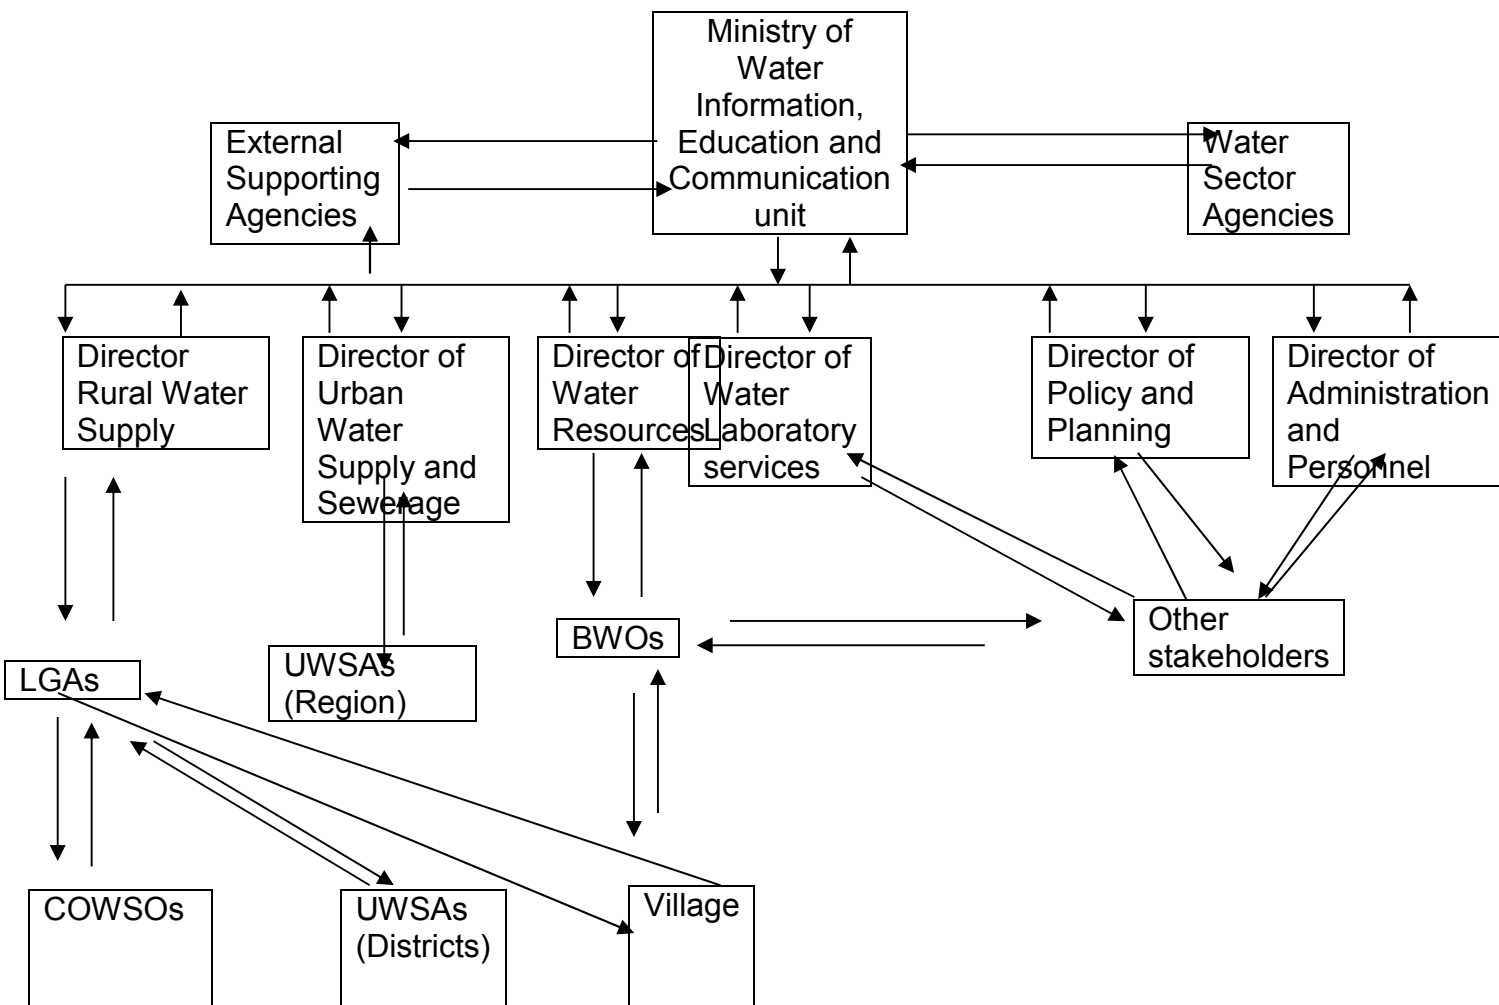 Ministry of
Water
Information,
Education and
Communication
unit
External
Supporting
Agencies
Water
Sector
Agencies
Director
Rural Water
Supply
Director of
Urban
Water
Supply and
Sewerage
Director of
Water
Resources
Director of
Water
Laboratory
services
Director of
Policy and
Planning
Director of
Administration
and
Personnel
LGAs
UWSAs
(Region)
BWOs
Other
stakeholders
COWSOs
UWSAs
(Districts)
Village